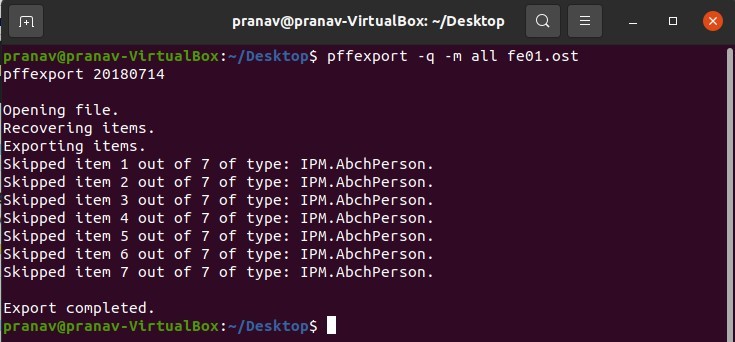 pranav@pranav-VirtualBox: ~/Desktop
pranav@pranav-VirtualBox:~/Desktop$ pffexport -q -m all fe01.ost
pffexport 20180714
Opening file.
Recovering items.
Exporting items.
Skipped item 1 out of 7 of type: IPM.AbchPerson.
Skipped item 2 out of 7 of type: IPM.AbchPerson.
Skipped item 3 out of 7 of type: IPM.AbchPerson.
Skipped item 4 out of 7 of type: IPM.AbchPerson.
Skipped item 5 out of 7 of type: IPM.AbchPerson.
Skipped item 6 out of 7 of type: IPM.AbchPerson.
Skipped item 7 out of 7 of type: IPM.AbchPerson.
Export completed.
pranav@pranav-VirtualBox:~/Desktop$